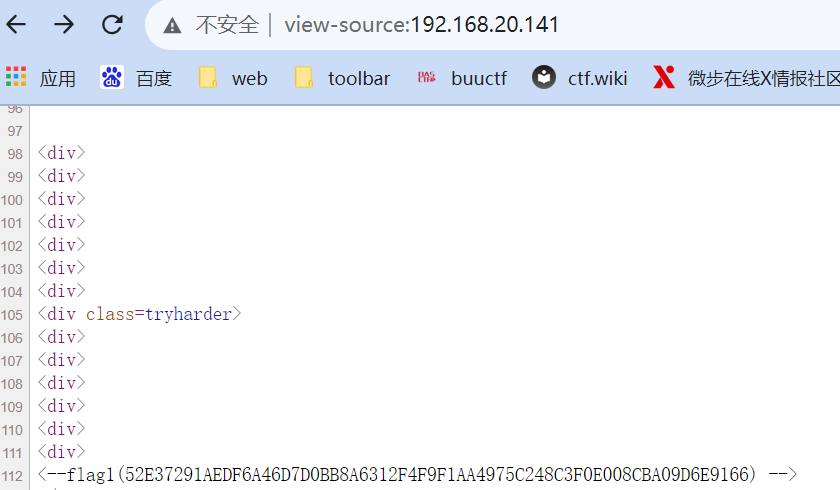 不安全 | view-source:192.168.20.141
应用 百度 web toolbar buuctf ctf.wiki 微步在线X情报社区
96
97
98 <div>
99 <div>
100 <div>
101 <div>
102 <div>
103 <div>
104 <div>
105 <div class=tryharder>
106 <div>
107 <div>
108 <div>
109 <div>
110 <div>
111 <div>
112 <--flag1(52E37291AEDF6A46D7D0BB8A6312F4F9F1AA4975C248C3F0E008CBA09D6E9166) -->